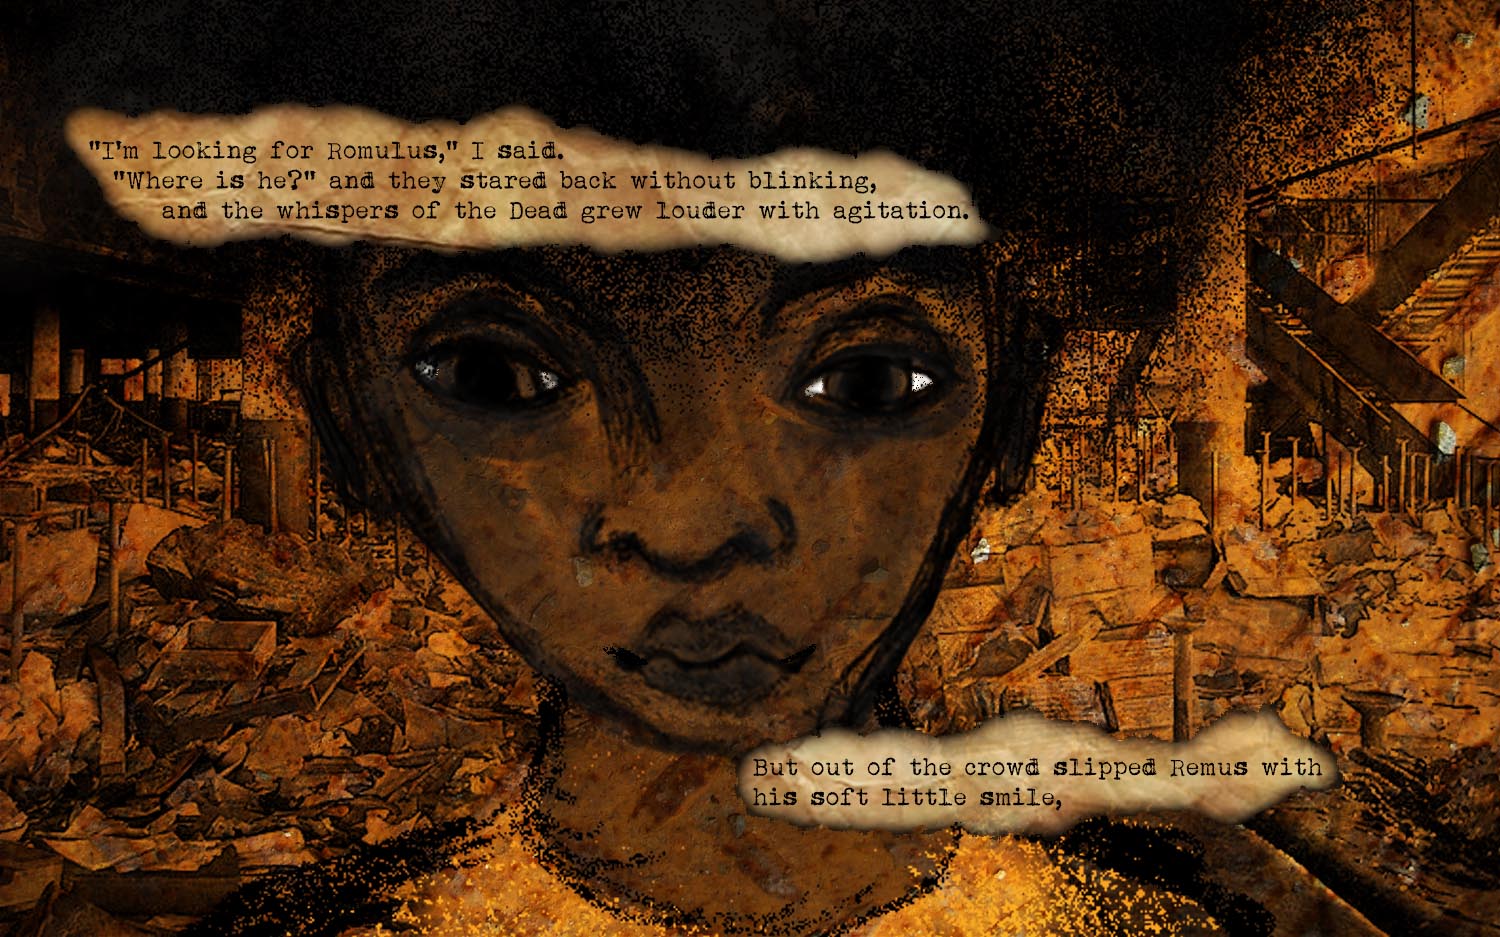 "I'm looking for Romulus," I said.
"Where is he?" and they stared back without blinking,
and the whispers of the Dead grew louder with agitation.
But out of the crowd slipped Remus with
his soft little smile,